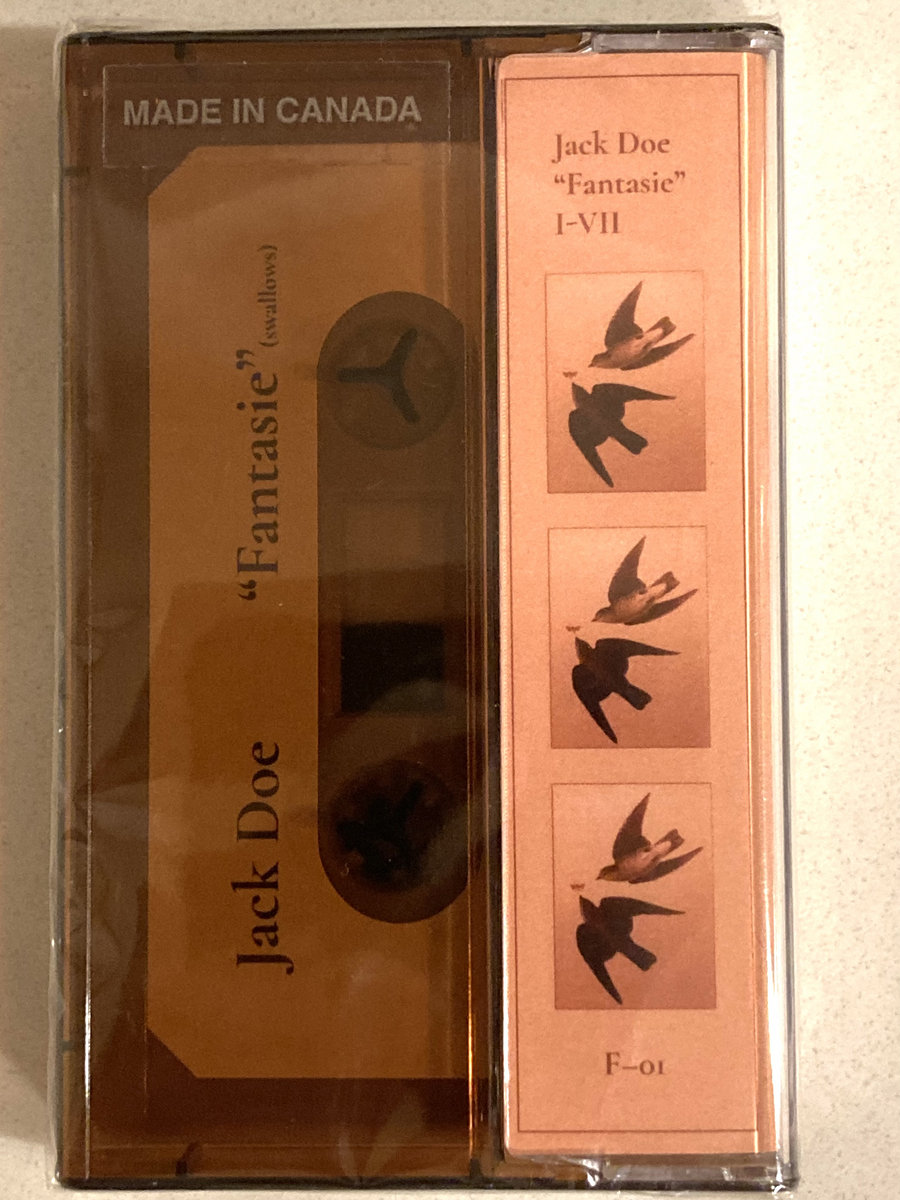 MADE IN CANADA
Jack Doe “Fantasie” (swallows)
Jack Doe
“Fantasie”
I-VII
F–01